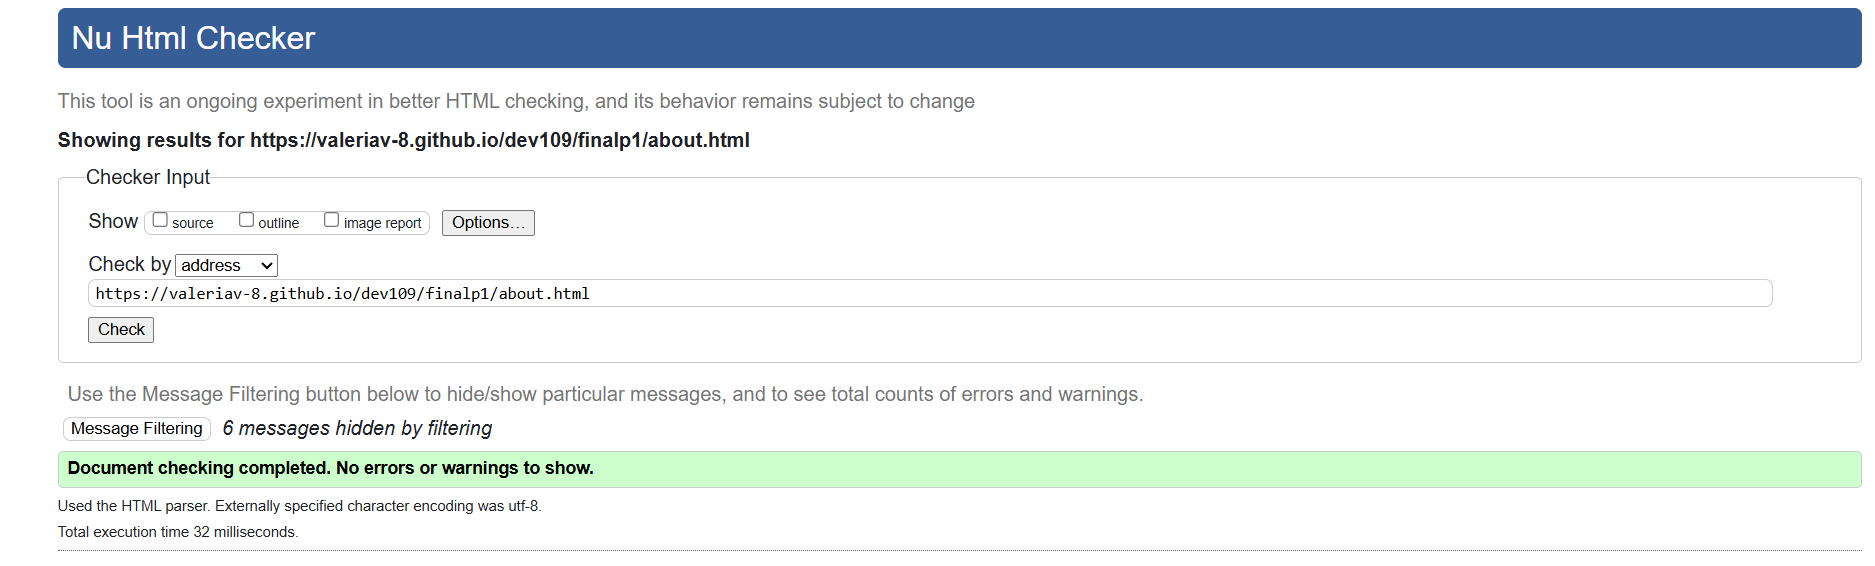 Nu Html Checker
This tool is an ongoing experiment in better HTML checking, and its behavior remains subject to change
Showing results for https://valeriav-8.github.io/dev109/finalp1/about.html
Checker Input
Show source outline image report Options...
Check by address
https://valeriav-8.github.io/dev109/finalp1/about.html
Check
Use the Message Filtering button below to hide/show particular messages, and to see total counts of errors and warnings.
Message Filtering 6 messages hidden by filtering
Document checking completed. No errors or warnings to show.
Used the HTML parser. Externally specified character encoding was utf-8.
Total execution time 32 milliseconds.